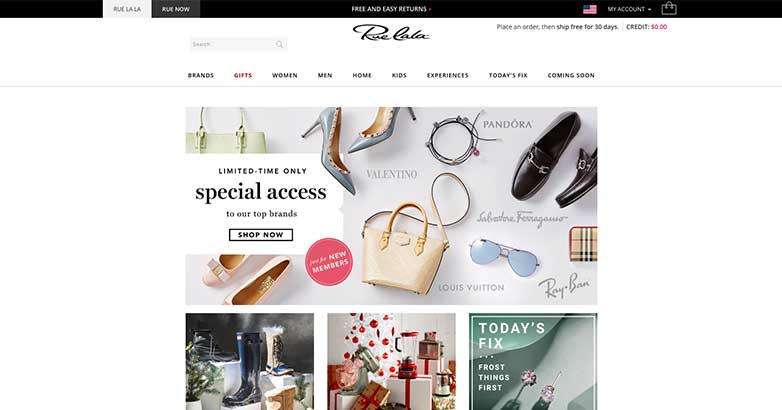 RUE LA LA
RUE NOW
FREE AND EASY RETURNS
MY ACCOUNT
Place an order, then ship free for 30 days.
CREDIT: $0.00
Rue La La
Search
BRANDS
GIFTS
WOMEN
MEN
HOME
KIDS
EXPERIENCES
TODAY'S FIX
COMING SOON
LIMITED-TIME ONLY
special access
to our top brands
SHOP NOW
just for NEW
MEMBERS
PANDÖRA
VALENTINO
Salvatore Ferragamo
LOUIS VUITTON
Ray-Ban
TODAY'S
FIX
FROST
THINGS
FIRST